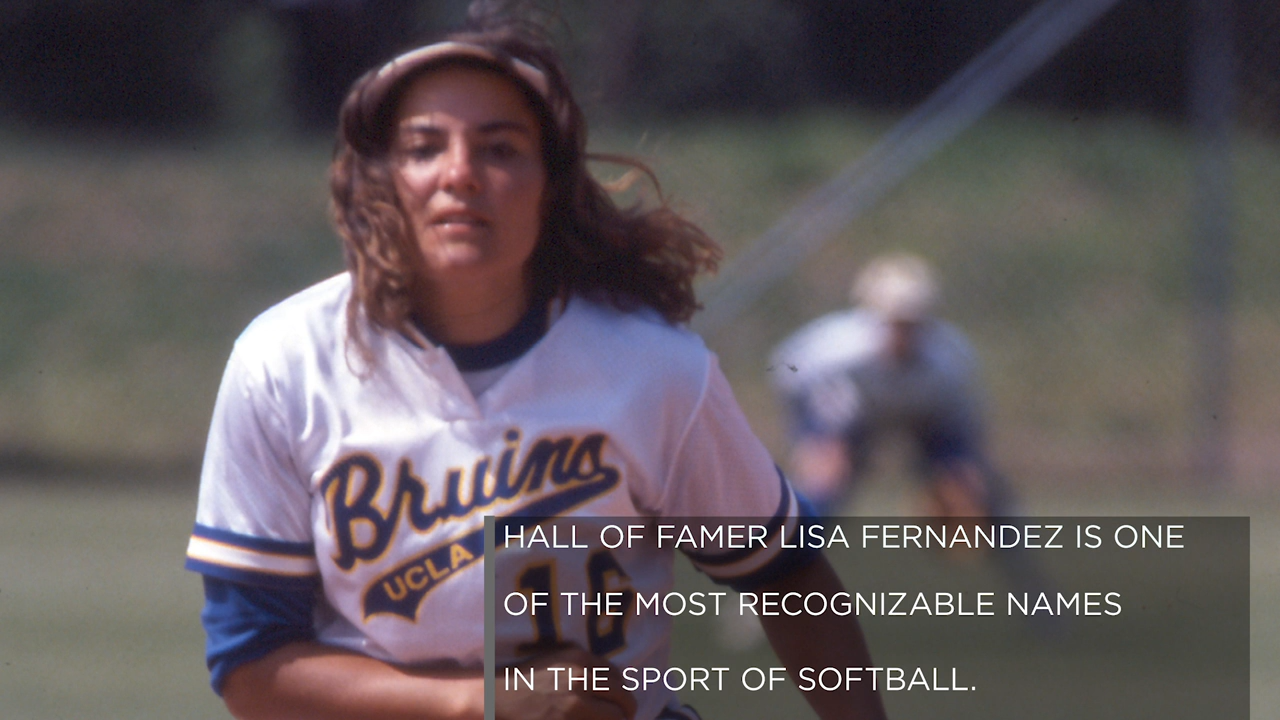 Bruins
UCLA
16
HALL OF FAMER LISA FERNANDEZ IS ONE
OF THE MOST RECOGNIZABLE NAMES
IN THE SPORT OF SOFTBALL.